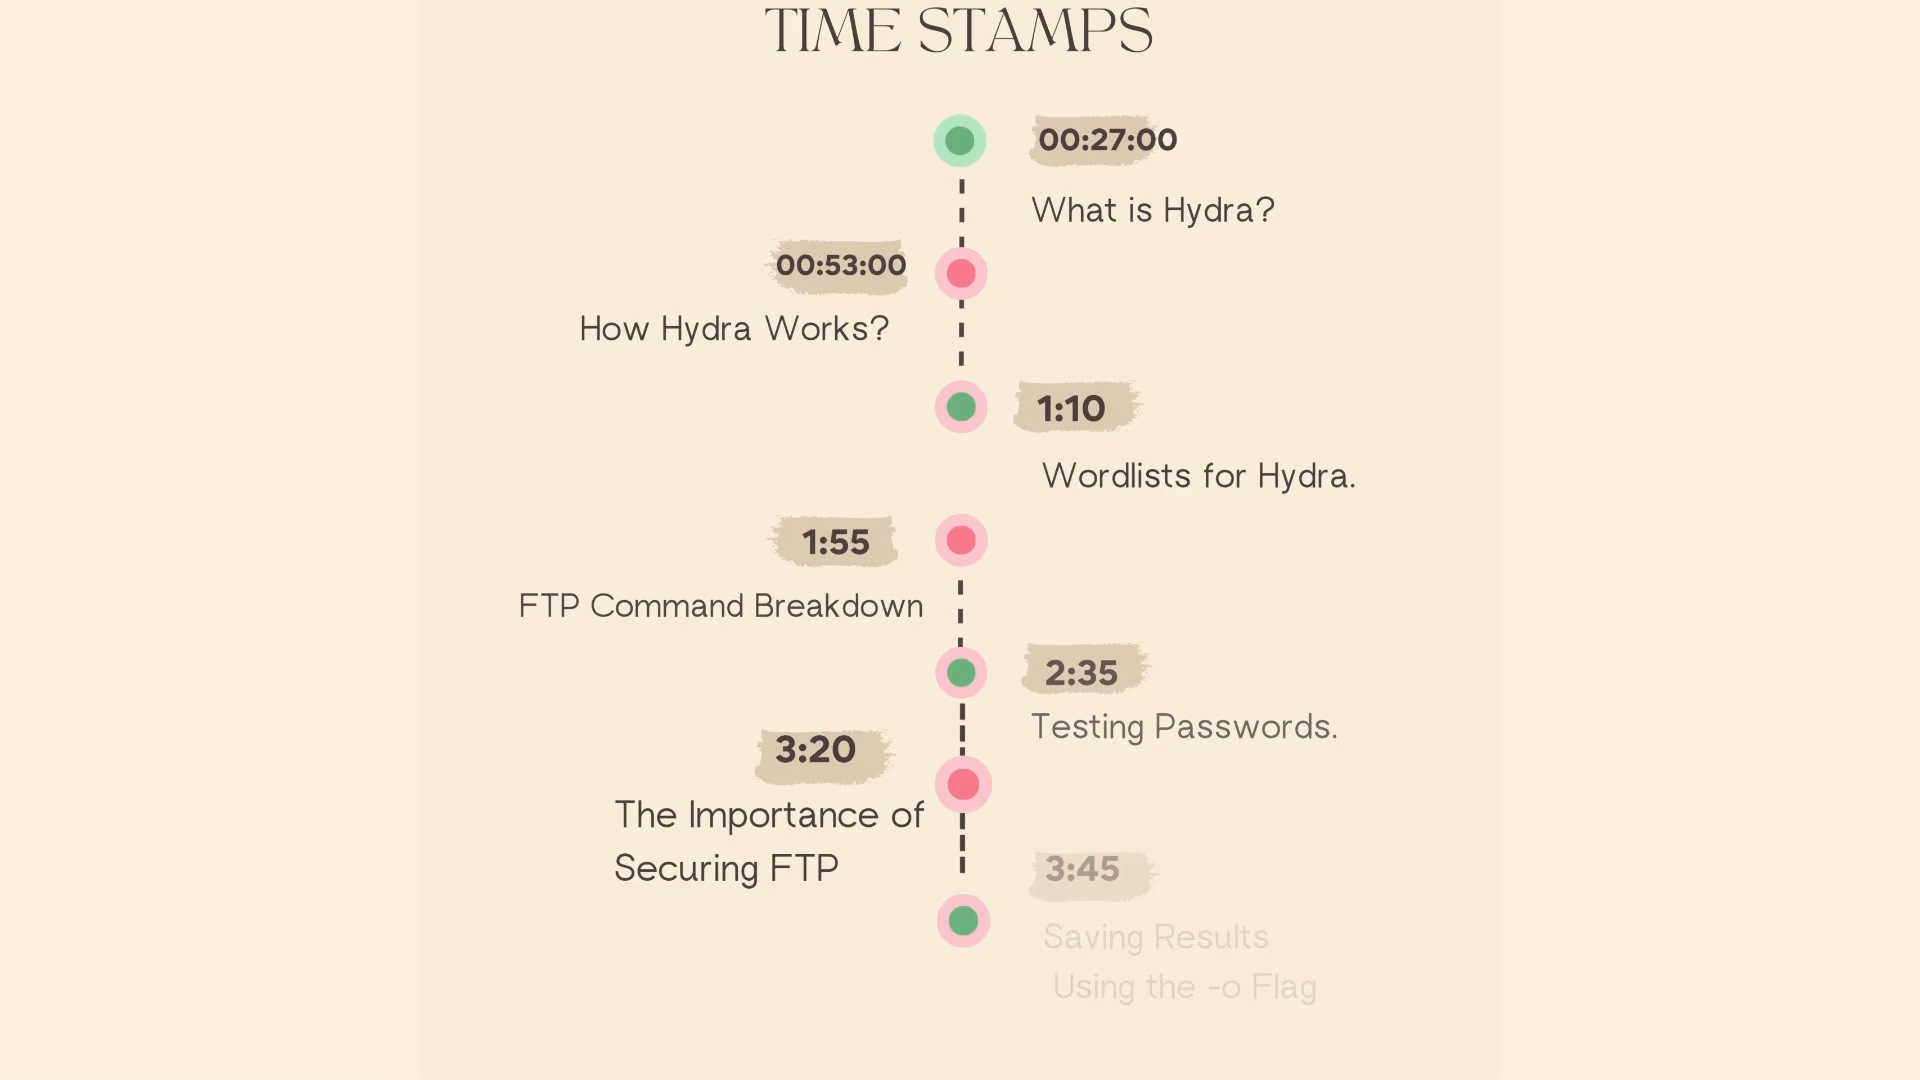 TIME STAMPS
00:27:00
What is Hydra?
00:53:00
How Hydra Works?
1:10
Wordlists for Hydra.
1:55
FTP Command Breakdown
2:35
Testing Passwords.
3:20
The Importance of
Securing FTP
3:45
Saving Results
Using the -o Flag